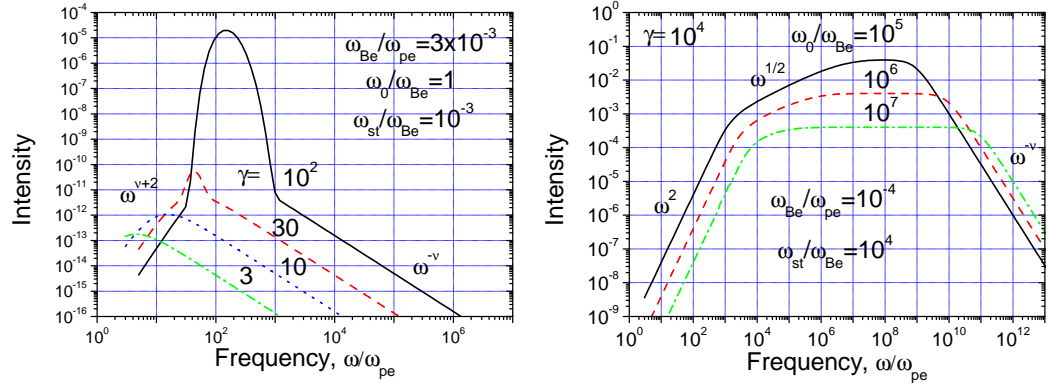 Intensity
10^-5
10^-6
10^-7
10^-8
10^-9
10^-10
10^-11
10^-12
10^-13
10^-14
10^-15
10^-16
ω_Be/ω_pe=3x10^-3
ω_0/ω_Be=1
ω_st/ω_Be=10^-3
γ= 10^2
ω^ν+2
30
10
3
ω^-ν
10^0 10^2 10^4 10^6
Frequency, ω/ω_pe
Intensity
10^0
10^-1
10^-2
10^-3
10^-4
10^-5
10^-6
10^-7
10^-8
10^-9
γ=10^4
ω_0/ω_Be=10^5
ω^1/2
10^6
10^7
ω^-ν
ω^2
ω_Be/ω_pe=10^-4
ω_st/ω_Be=10^4
10^0 10^2 10^4 10^6 10^8 10^10 10^12
Frequency, ω/ω_pe